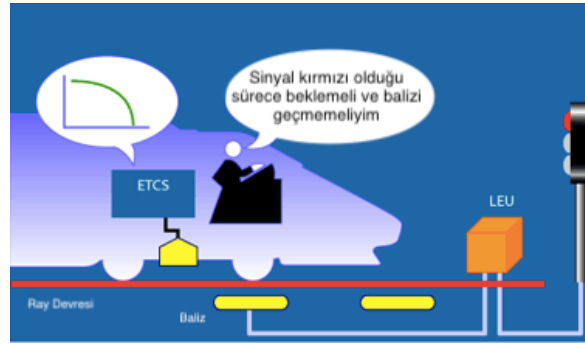 Sinyal kırmızı olduğu
sürece beklemeli ve balizi
geçmemeliyim
ETCS
LEU
Ray Devresi
Baliz